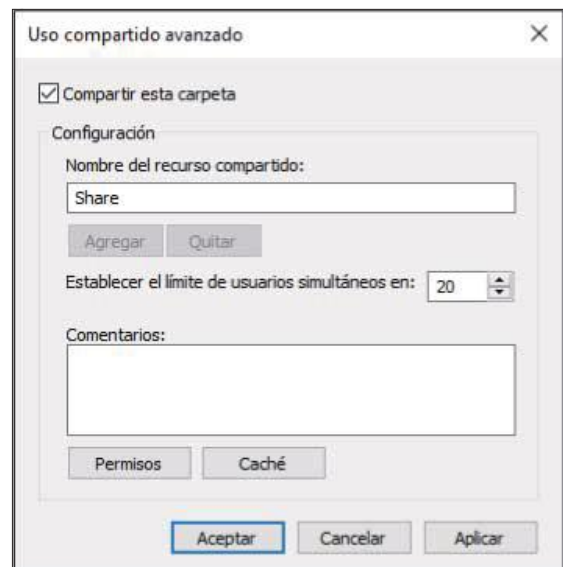 Uso compartido avanzado
Compartir esta carpeta
Configuración
Nombre del recurso compartido:
Share
Agregar Quitar
Establecer el límite de usuarios simultáneos en: 20
Comentarios:
Permisos Caché
Aceptar Cancelar Aplicar